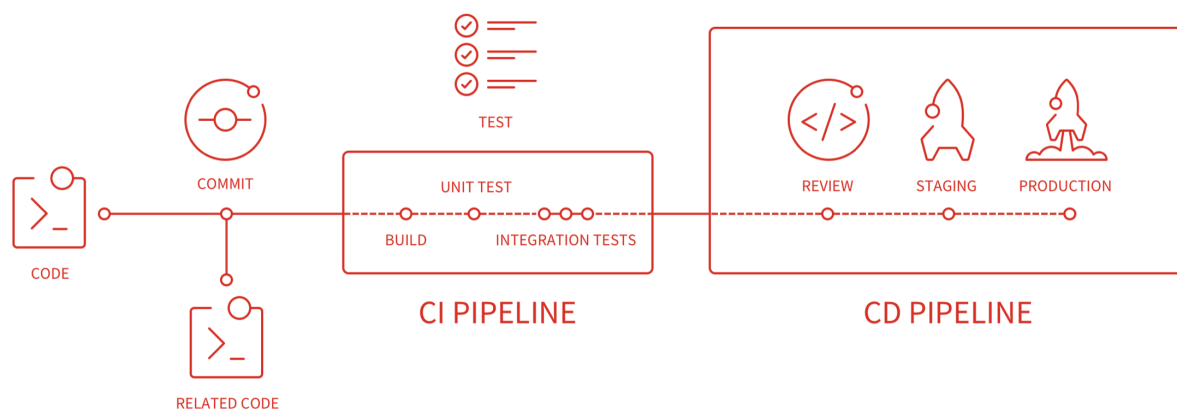 TEST
COMMIT
UNIT TEST
REVIEW
STAGING
PRODUCTION
BUILD
INTEGRATION TESTS
CODE
CI PIPELINE
CD PIPELINE
RELATED CODE